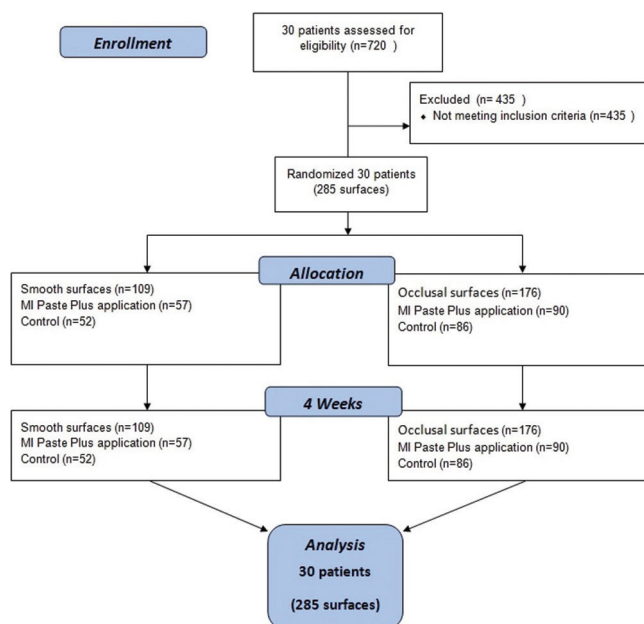 Enrollment
30 patients assessed for
eligibility (n=720 )
Excluded (n= 435 )
♦ Not meeting inclusion criteria (n=435 )
Randomized 30 patients
(285 surfaces)
Allocation
Smooth surfaces (n=109)
MI Paste Plus application (n=57)
Control (n=52)
Occlusal surfaces (n=176)
MI Paste Plus application (n=90)
Control (n=86)
4 Weeks
Smooth surfaces (n=109)
MI Paste Plus application (n=57)
Control (n=52)
Occlusal surfaces (n=176)
MI Paste Plus application (n=90)
Control (n=86)
Analysis
30 patients
(285 surfaces)